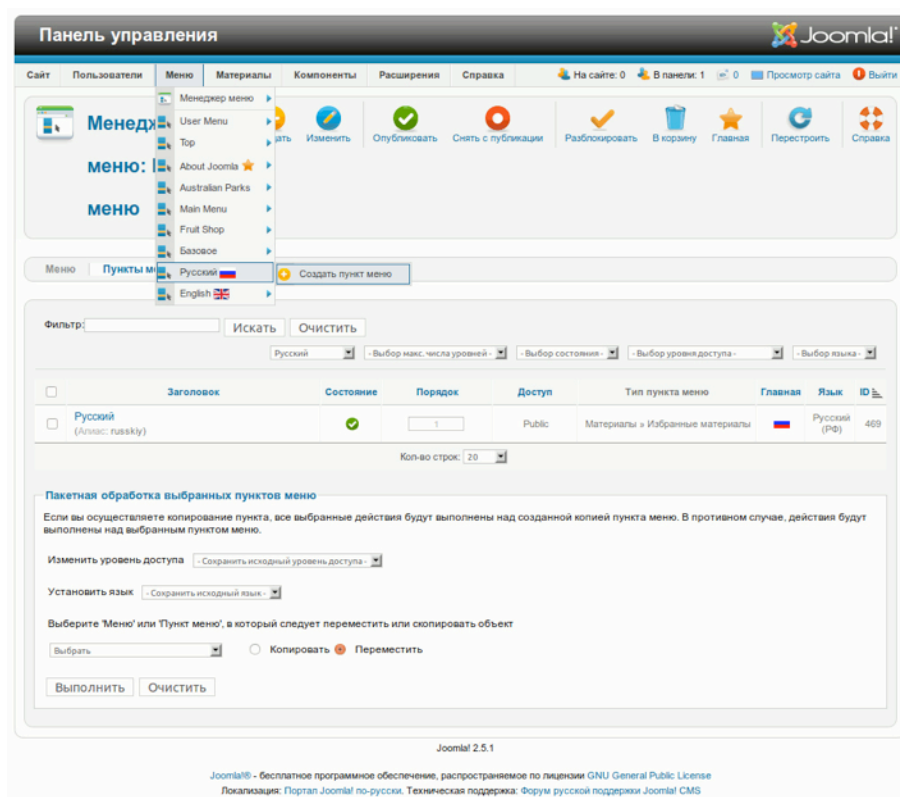 Панель управления
Joomla!
Сайт Пользователи Меню Материалы Компоненты Расширения Справка На сайте: 0 В панели: 1 0 Просмотр сайта Выйти
Менеджер меню
User Menu
Top
About Joomla
Australian Parks
Main Menu
Fruit Shop
Базовое
Русский Создать пункт меню
English
Менедж
меню:
меню
Изменить Опубликовать Снять с публикации Разблокировать В корзину Главная Перестроить Справка
Меню Пункты м
Фильтр: Искать Очистить
Русский - Выбор макс. числа уровней - - Выбор состояния - - Выбор уровня доступа - - Выбор языка -
Заголовок Состояние Порядок Доступ Тип пункта меню Главная Язык ID
Русский
(Алиас: russkiy) 1 Public Материалы » Избранные материалы Русский (РФ) 469
Кол-во строк: 20
Пакетная обработка выбранных пунктов меню
Если вы осуществляете копирование пункта, все выбранные действия будут выполнены над созданной копией пункта меню. В противном случае, действия будут
выполнены над выбранным пунктом меню.
Изменить уровень доступа - Сохранить исходный уровень доступа -
Установить язык - Сохранить исходный язык -
Выберите 'Меню' или 'Пункт меню', в который следует переместить или скопировать объект
Выбрать Копировать Переместить
Выполнить Очистить
Joomla! 2.5.1
Joomla!® - бесплатное программное обеспечение, распространяемое по лицензии GNU General Public License
Локализация: Портал Joomla! по-русски. Техническая поддержка: Форум русской поддержки Joomla! CMS